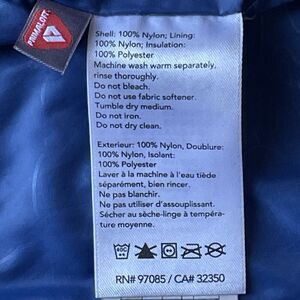 PRIMALOFT
Shell: 100% Nylon; Lining:
100% Nylon; Insulation:
100% Polyester
Machine wash warm separately,
rinse thoroughly.
Do not bleach.
Do not use fabric softener.
Tumble dry medium.
Do not iron.
Do not dry clean.
Exterieur: 100% Nylon, Doublure:
100% Nylon, Isolant:
100% Polyester
Laver à la machine à l'eau tiède
séparément, bien rincer.
Ne pas blanchir.
Ne pas utiliser d'assouplissant.
Sécher au sèche-linge à tempéra-
ture moyenne.
40C
RN# 97085 / CA# 32350